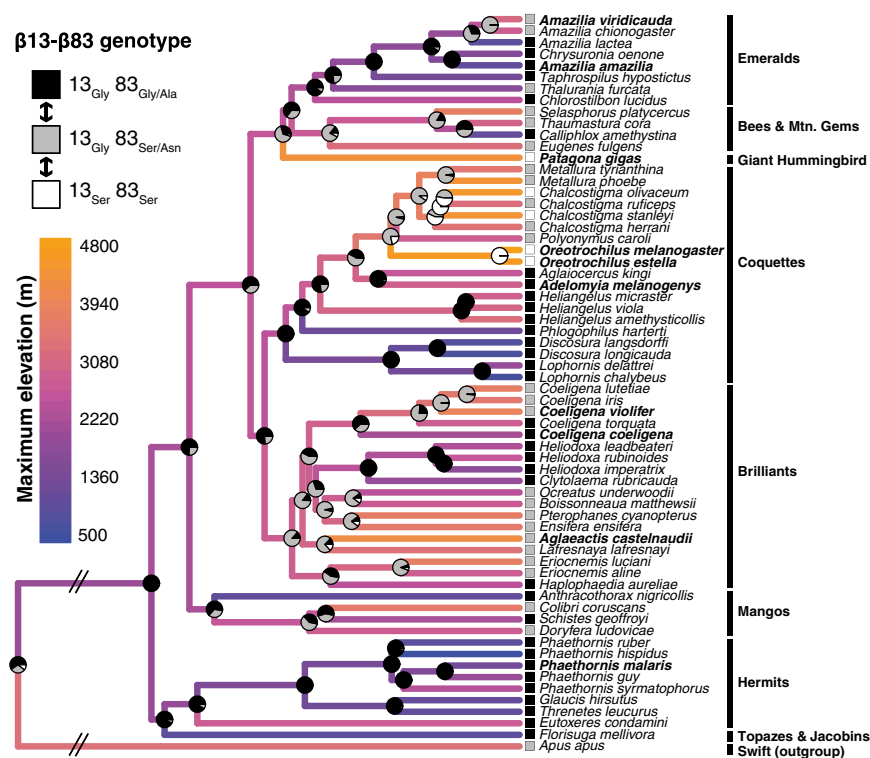 β13-β83 genotype
13Gly 83Gly/Ala
13Gly 83Ser/Asn
13Ser 83Ser
Maximum elevation (m)
4800
3940
3080
2220
1360
500
Amazilia viridicauda
Amazilia chionogaster
Amazilia lactea
Chrysuronia oenone
Amazilia amazilia
Taphrospilus hypostictus
Thalurania furcata
Chlorostilbon lucidus
Selasphorus platycercus
Thaumastura cora
Calliphlox amethystina
Eugenes fulgens
Patagona gigas
Metallura tyrianthina
Metallura phoebe
Chalcostigma olivaceum
Chalcostigma ruficeps
Chalcostigma stanleyi
Chalcostigma herrani
Polyonymus caroli
Oreotrochilus melanogaster
Oreotrochilus estella
Aglaiocercus kingi
Adelomyia melanogenys
Heliangelus micraster
Heliangelus viola
Heliangelus amethysticollis
Phlogophilus harterti
Discosura langsdorffi
Discosura longicauda
Lophornis delattrei
Lophornis chalybeus
Coeligena lutetiae
Coeligena iris
Coeligena violifer
Coeligena torquata
Coeligena coeligena
Heliodoxa leadbeateri
Heliodoxa rubinoides
Heliodoxa imperatrix
Clytolaema rubricauda
Ocreatus underwoodii
Boissonneaua matthewsii
Pterophanes cyanopterus
Ensifera ensifera
Aglaeactis castelnaudii
Lafresnaya lafresnayi
Eriocnemis luciani
Eriocnemis aline
Haplophaedia aureliae
Anthracothorax nigricollis
Colibri coruscans
Schistes geoffroyi
Doryfera ludovicae
Phaethornis ruber
Phaethornis hispidus
Phaethornis malaris
Phaethornis guy
Phaethornis syrmatophorus
Glaucis hirsutus
Threnetes leucurus
Eutoxeres condamini
Florisuga mellivora
Apus apus
Emeralds
Bees & Mtn. Gems
Giant Hummingbird
Coquettes
Brilliants
Mangos
Hermits
Topazes & Jacobins
Swift (outgroup)